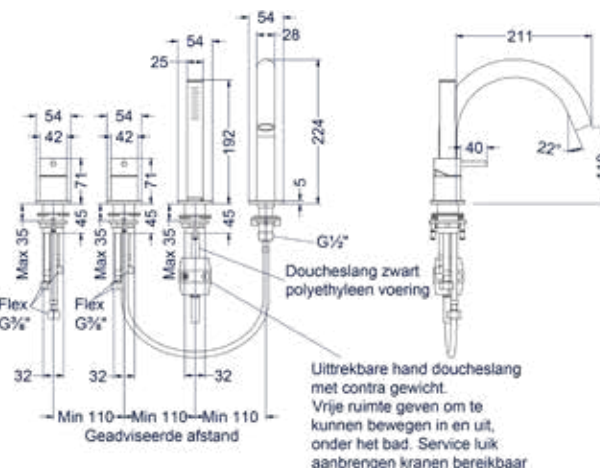 54
54
28
25
211
54
54
42
42
192
224
40
22°
71
71
5
Max 35
45
Max 35
45
Max 35
45
G½"
Doucheslang zwart
polyethyleen voering
Flex
G⅜"
Flex
G⅜"
32
32
32
Min 110
Min 110
Min 110
Geadviseerde afstand
Uittrekbare hand doucheslang
met contra gewicht.
Vrije ruimte geven om te
kunnen bewegen in en uit,
onder het bad. Service luik
aanbrengen kranen bereikbaar